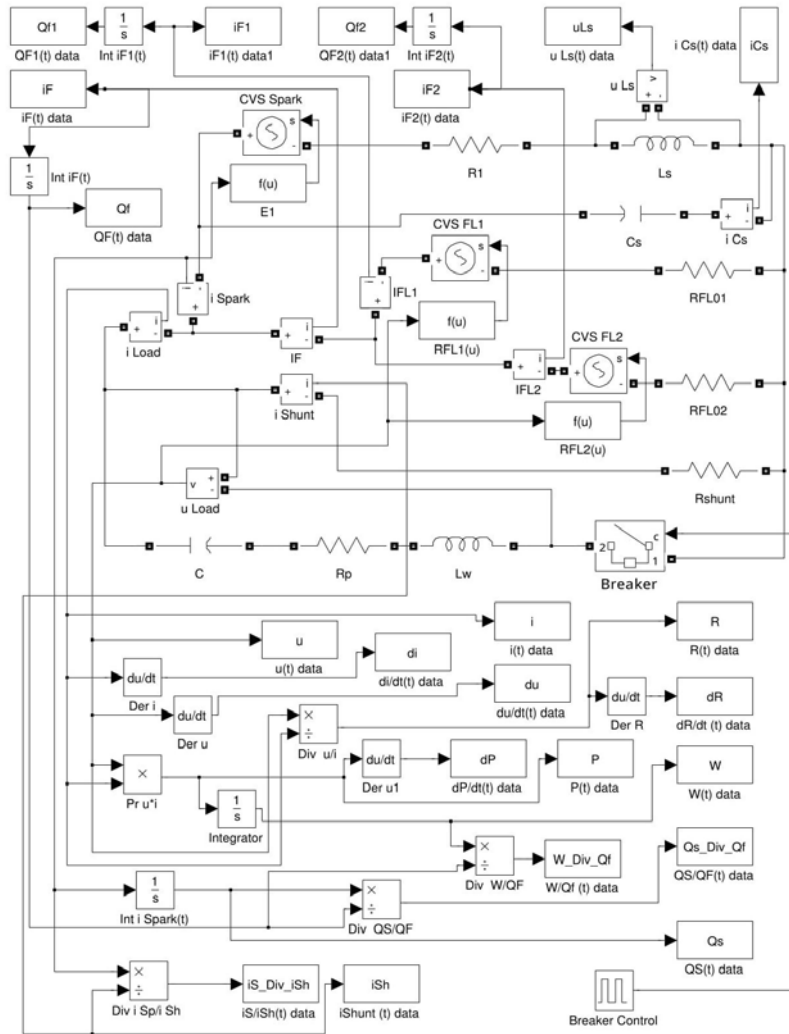 Qf1
1
s
iF1
Qf2
1
s
uLs
i Cs(t) data
iCs
QF1(t) data
Int iF1(t)
iF1(t) data1
QF2(t) data1
Int iF2(t)
u Ls(t) data
iF
CVS Spark
iF2
u Ls
v
+ -
iF(t) data
iF2(t) data
+
s
-
1
s
Int iF(t)
R1
Ls
f(u)
E1
Qf
QF(t) data
CVS FL1
Cs
+ i -
i Cs
+
s
-
i
- +
i Spark
i
- +
IFL1
RFL01
+ i -
i Load
+ i -
IF
f(u)
RFL1(u)
CVS FL2
+ i -
IFL2
+
s
-
RFL02
+ i -
i Shunt
f(u)
RFL2(u)
v + -
u Load
Rshunt
C
Rp
Lw
2
c
1
Breaker
u
u(t) data
i
i(t) data
R
R(t) data
du/dt
Der i
di
di/dt(t) data
du/dt
Der u
du
du/dt(t) data
du/dt
Der R
dR
dR/dt (t) data
×
÷
Div u/i
×
Pr u*i
du/dt
Der u1
dP
dP/dt(t) data
P
P(t) data
W
W(t) data
1
s
Integrator
×
÷
Div W/QF
W_Div_Qf
W/Qf (t) data
Qs_Div_Qf
QS/QF(t) data
1
s
Int i Spark(t)
×
÷
Div QS/QF
Qs
QS(t) data
×
÷
Div i Sp/i Sh
iS_Div_iSh
iS/iSh(t) data
iSh
iShunt (t) data
Breaker Control